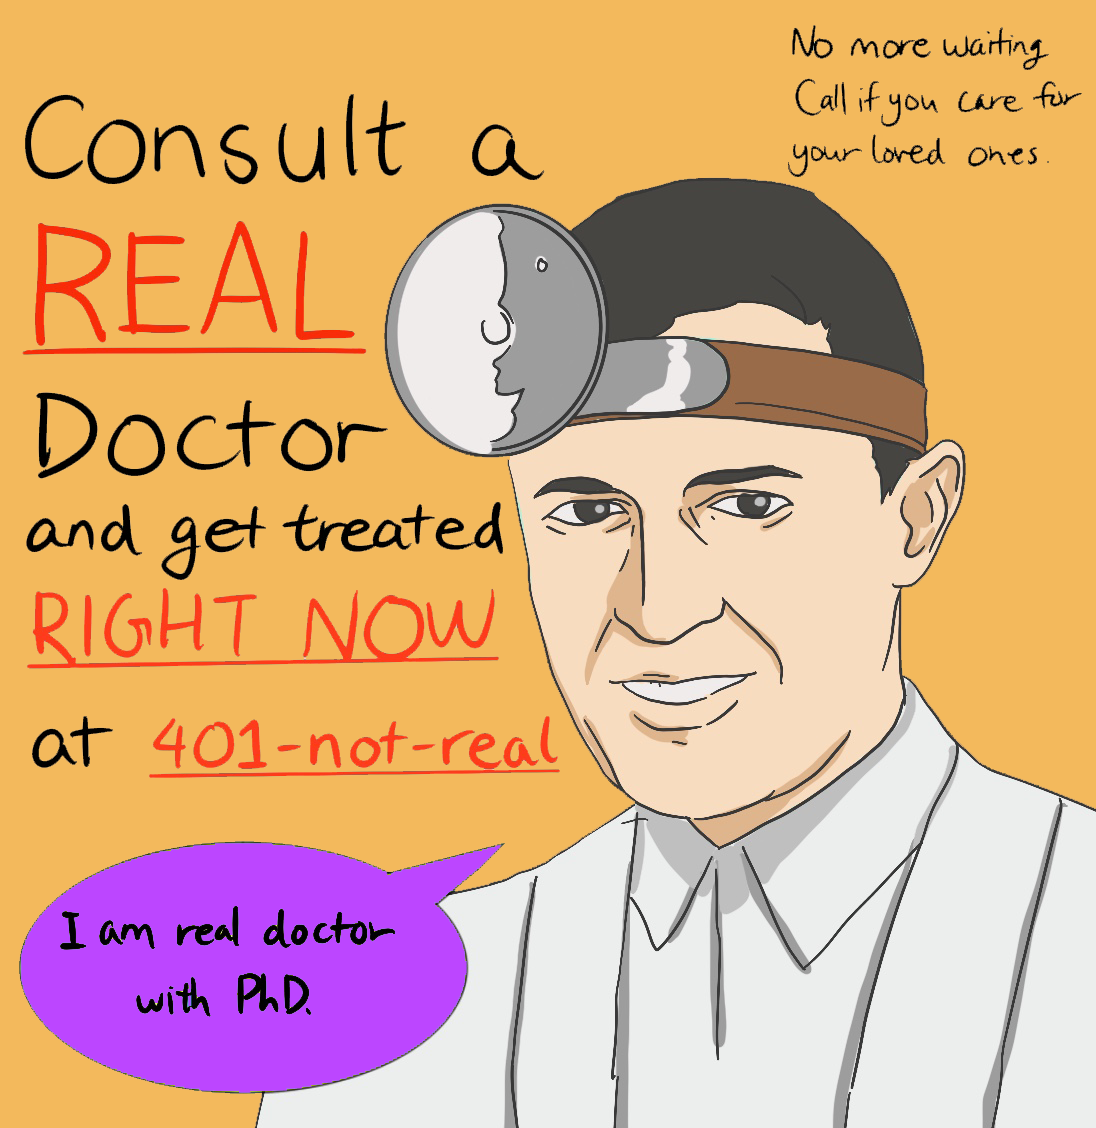 No more waiting
Call if you care for
your loved ones.
Consult a
REAL
Doctor
and get treated
RIGHT NOW
at 401-not-real
I am real doctor
with PhD.